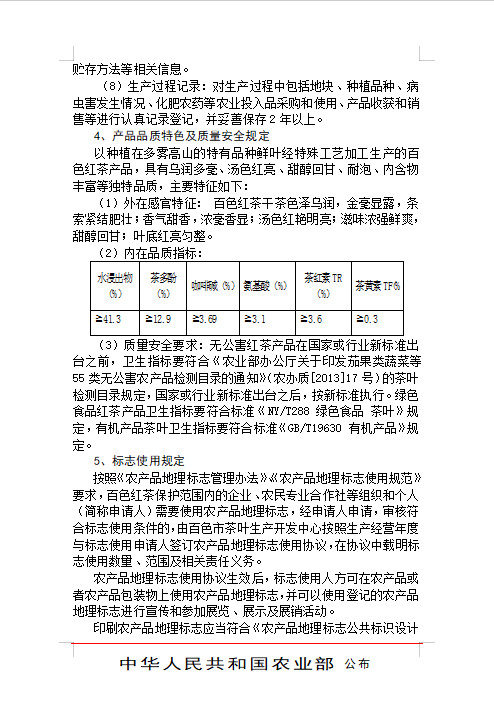 贮存方法等相关信息。
（8）生产过程记录：对生产过程中包括地块、种植品种、病
虫害发生情况、化肥农药等农业投入品采购和使用、产品收获和销
售等进行认真记录登记，并妥善保存2年以上。
4、产品品质特色及质量安全规定
以种植在多雾高山的特有品种鲜叶经特殊工艺加工生产的百
色红茶产品，具有乌润多毫、汤色红亮、甜醇回甘、耐泡、内含物
丰富等独特品质，主要特征如下：
（1）外在感官特征： 百色红茶干茶色泽乌润，金毫显露，条
索紧结肥壮；香气甜香，浓毫香显；汤色红艳明亮；滋味浓强鲜爽，
甜醇回甘；叶底红亮匀整。
（2）内在品质指标：
水浸出物（%） 茶多酚（%） 咖啡碱（%） 氨基酸（%） 茶红素TR（%） 茶黄素TF%
≧41.3 ≧12.9 ≧3.69 ≧3.1 ≧3.6 ≧0.3
（3）质量安全要求：无公害红茶产品在国家或行业新标准出
台之前，卫生指标要符合《农业部办公厅关于印发茄果类蔬菜等
55类无公害农产品检测目录的通知》（农办质[2013]17号）的茶叶
检测目录规定，国家或行业新标准出台之后，按新标准执行。绿色
食品红茶产品卫生指标要符合标准《NY/T288 绿色食品 茶叶》规
定，有机产品茶叶卫生指标要符合标准《GB/T19630 有机产品》规
定。
5、标志使用规定
按照《农产品地理标志管理办法》、《农产品地理标志使用规范》
要求，百色红茶保护范围内的企业、农民专业合作社等组织和个人
（简称申请人）需要使用农产品地理标志，经申请人申请，审核符
合标志使用条件的，由百色市茶叶生产开发中心按照生产经营年度
与标志使用申请人签订农产品地理标志使用协议，在协议中载明标
志使用数量、范围及相关责任义务。
农产品地理标志使用协议生效后，标志使用人方可在农产品或
者农产品包装物上使用农产品地理标志，并可以使用登记的农产品
地理标志进行宣传和参加展览、展示及展销活动。
印刷农产品地理标志应当符合《农产品地理标志公共标识设计
中华人民共和国农业部 公布